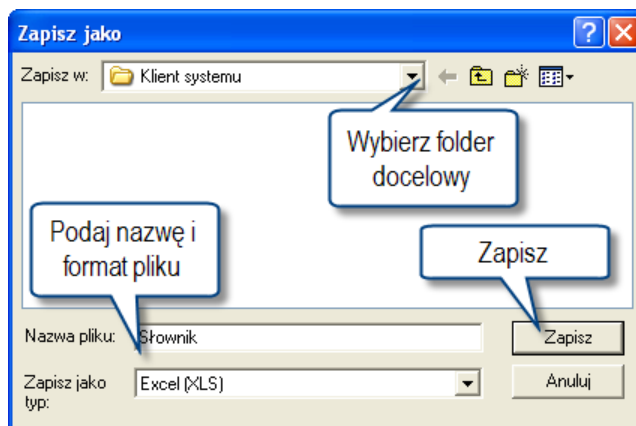 Zapisz jako
Zapisz w: Klient systemu
Wybierz folder
docelowy
Podaj nazwę i
format pliku
Zapisz
Nazwa pliku: Słownik Zapisz
Zapisz jako
typ: Excel (XLS) Anuluj